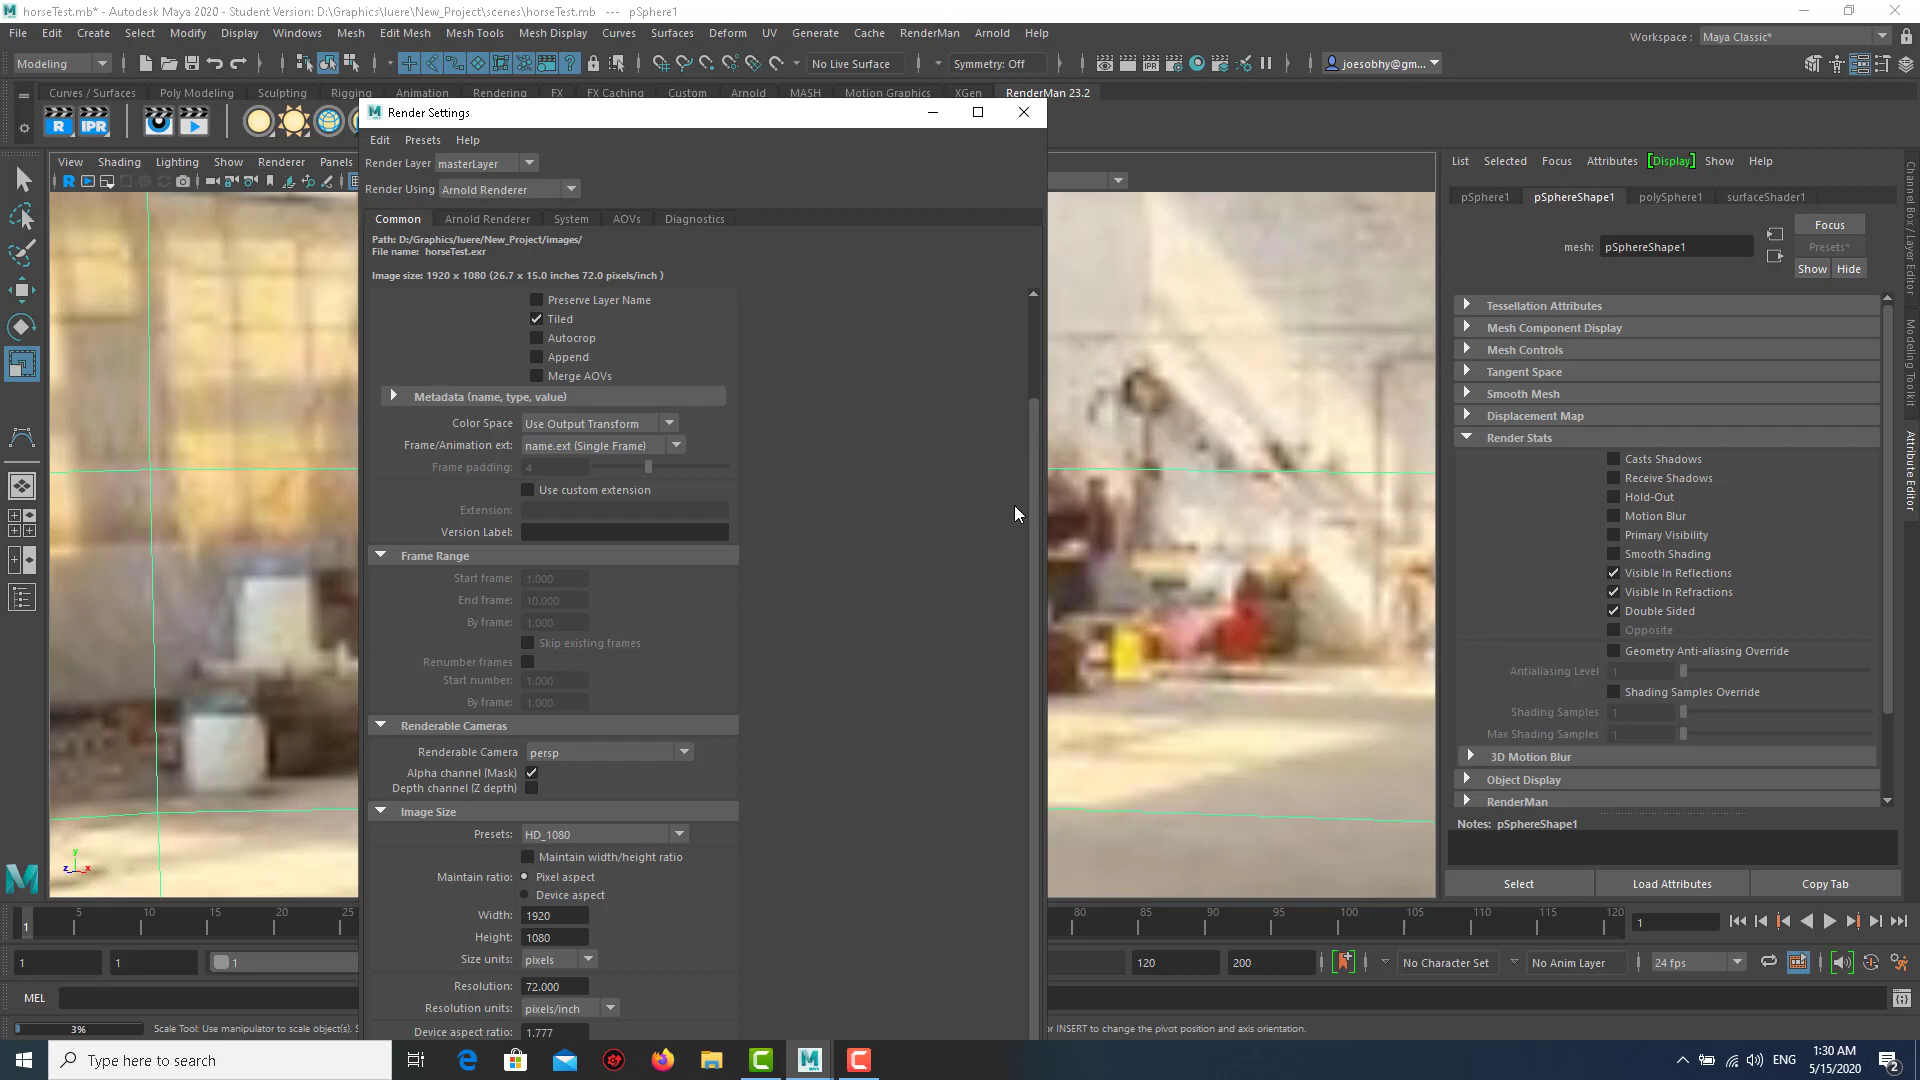 horseTest.mb* - Autodesk Maya 2020 - Student Version: D:\Graphics\luere\New_Project\scenes\horseTest.mb --- pSphere1
File Edit Create Select Modify Display Windows Mesh Edit Mesh Mesh Tools Mesh Display Curves Surfaces Deform UV Generate Cache RenderMan Arnold Help
Workspace : Maya Classic*
Modeling No Live Surface Symmetry: Off joesobhy@gm...
Curves / Surfaces Poly Modeling Sculpting Rigging Animation Rendering FX FX Caching Custom Arnold MASH Motion Graphics XGen RenderMan 23.2
R IPR
Render Settings
Edit Presets Help
View Shading Lighting Show Renderer Panels
Render Layer masterLayer
Render Using Arnold Renderer
Common Arnold Renderer System AOVs Diagnostics
Path: D:/Graphics/luere/New_Project/images/
File name: horseTest.exr
Image size: 1920 x 1080 (26.7 x 15.0 inches 72.0 pixels/inch )
Preserve Layer Name
Tiled
Autocrop
Append
Merge AOVs
Metadata (name, type, value)
Color Space Use Output Transform
Frame/Animation ext: name.ext (Single Frame)
Frame padding: 4
Use custom extension
Extension:
Version Label:
Frame Range
Start frame: 1.000
End frame: 10.000
By frame: 1.000
Skip existing frames
Renumber frames
Start number: 1.000
By frame: 1.000
Renderable Cameras
Renderable Camera persp
Alpha channel (Mask)
Depth channel (Z depth)
Image Size
Presets: HD_1080
Maintain width/height ratio
Maintain ratio: Pixel aspect
Device aspect
Width: 1920
Height: 1080
Size units: pixels
Resolution: 72.000
Resolution units: pixels/inch
Device aspect ratio: 1.777
List Selected Focus Attributes [Display] Show Help
pSphere1 pSphereShape1 polySphere1 surfaceShader1
Focus
mesh: pSphereShape1
Presets*
Show Hide
Tessellation Attributes
Mesh Component Display
Mesh Controls
Tangent Space
Smooth Mesh
Displacement Map
Render Stats
Casts Shadows
Receive Shadows
Hold-Out
Motion Blur
Primary Visibility
Smooth Shading
Visible In Reflections
Visible In Refractions
Double Sided
Opposite
Geometry Anti-aliasing Override
Antialiasing Level 1
Shading Samples Override
Shading Samples 1
Max Shading Samples 1
3D Motion Blur
Object Display
RenderMan
Notes: pSphereShape1
Select Load Attributes Copy Tab
Channel Box / Layer Editor
Modeling Toolkit
Attribute Editor
y
z x
1 5 10 15 20 25 80 85 90 95 100 105 110 115 120 1
1 1 1 120 200 No Character Set No Anim Layer 24 fps
MEL
3% Scale Tool: Use manipulator to scale object(s). S or INSERT to change the pivot position and axis orientation.
Type here to search
ENG
1:30 AM
5/15/2020
2